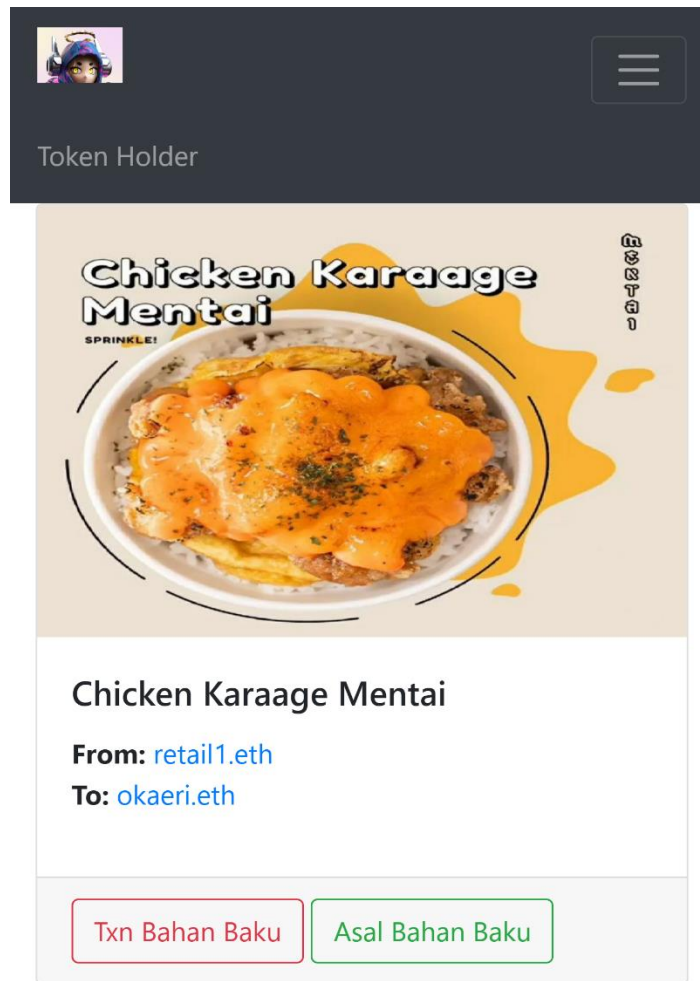 Token Holder
Chicken Karaage
Mentai
SPRINKLE!
MENTAI
Chicken Karaage Mentai
From: retail1.eth
To: okaeri.eth
Txn Bahan Baku
Asal Bahan Baku